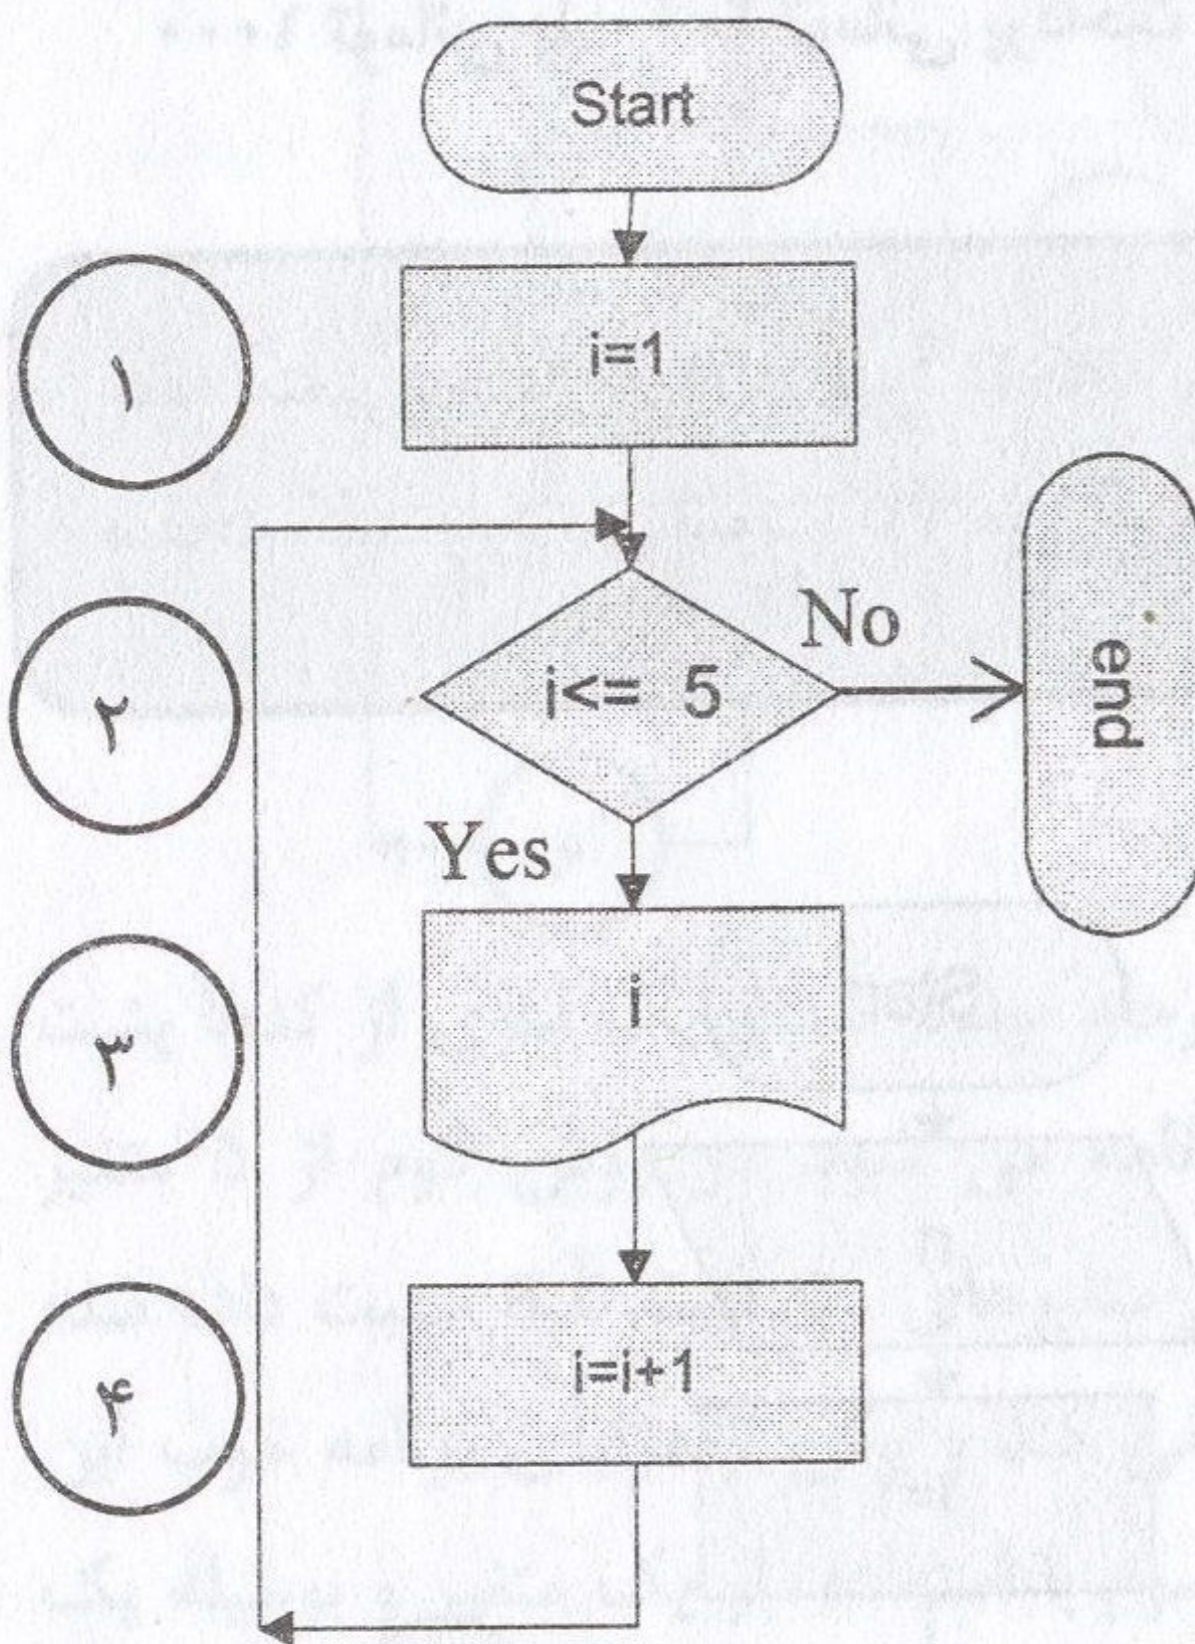 Start
۱
i=1
۲
i<= 5
No
end
Yes
۳
i
۴
i=i+1